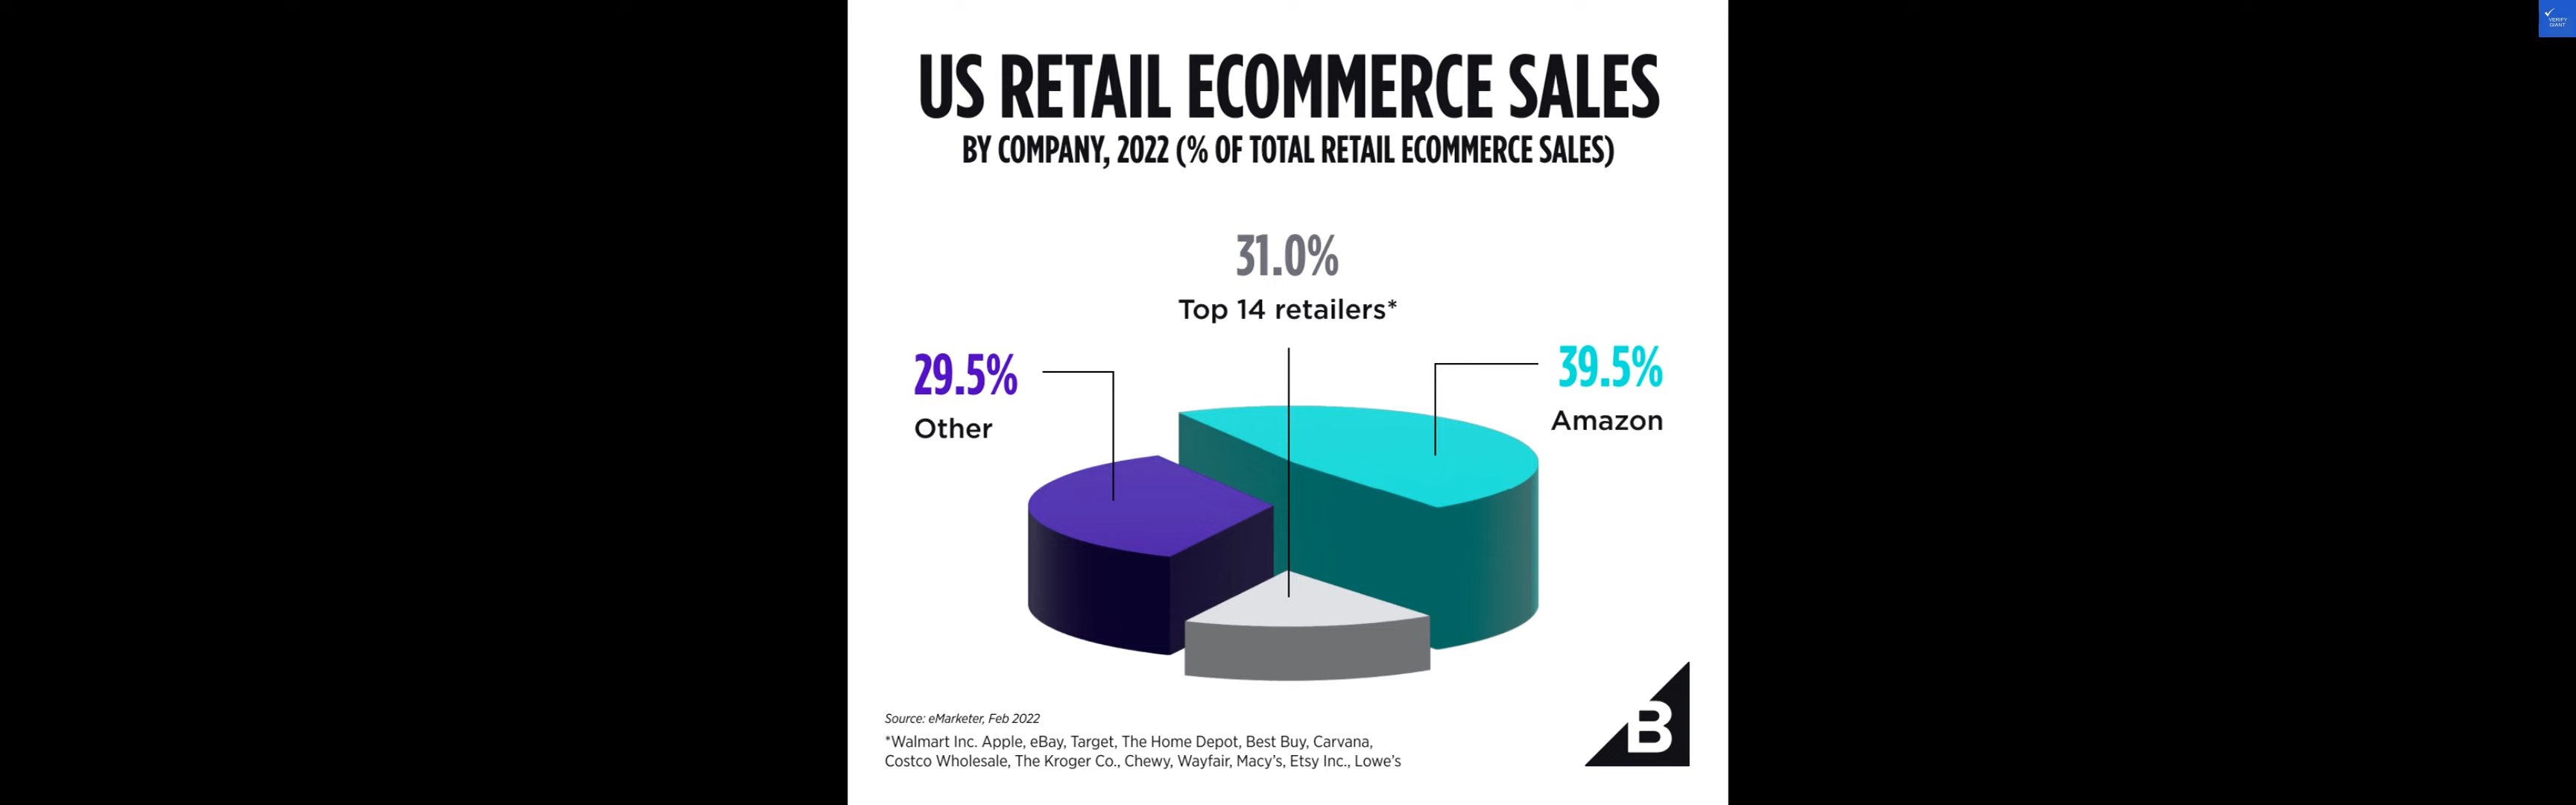 US RETAIL ECOMMERCE SALES
BY COMPANY, 2022 (% OF TOTAL RETAIL ECOMMERCE SALES)
31.0%
Top 14 retailers*
29.5%
Other
39.5%
Amazon
Source: eMarketer, Feb 2022
*Walmart Inc. Apple, eBay, Target, The Home Depot, Best Buy, Carvana,
Costco Wholesale, The Kroger Co., Chewy, Wayfair, Macy's, Etsy Inc., Lowe's
B
VERIFY
GIANT